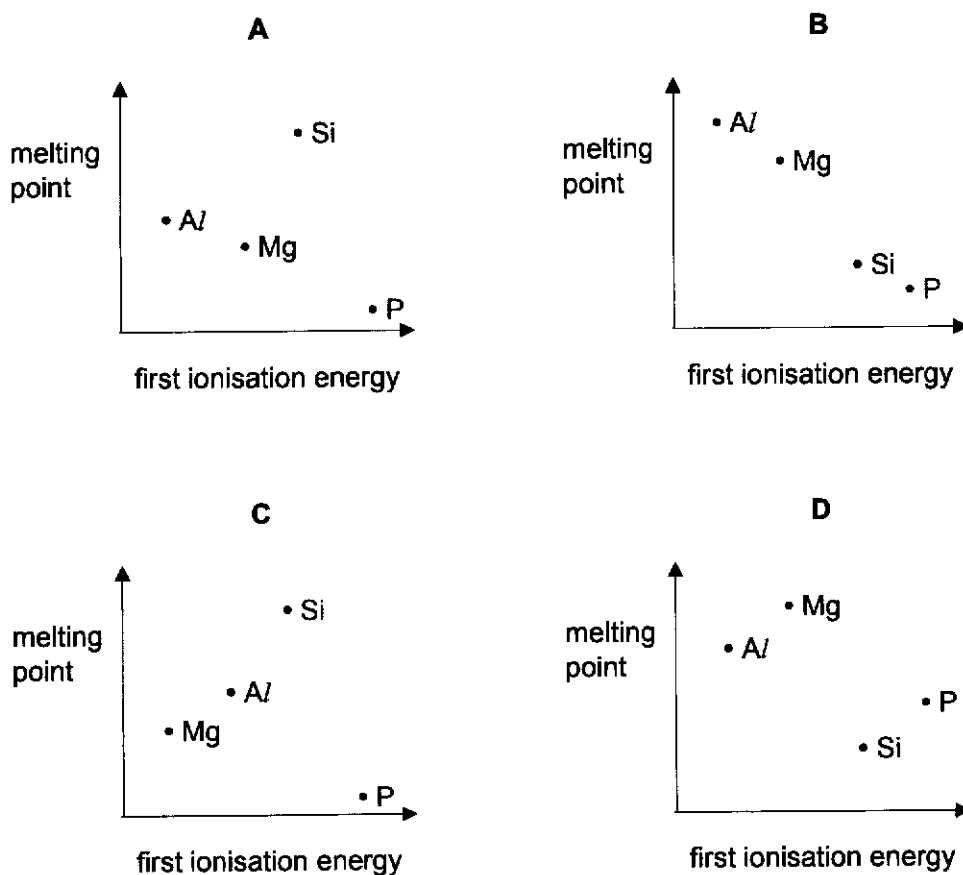 A
melting
point
Si
Al
Mg
P
first ionisation energy
B
melting
point
Al
Mg
Si
P
first ionisation energy
C
melting
point
Si
Al
Mg
P
first ionisation energy
D
melting
point
Mg
Al
P
Si
first ionisation energy